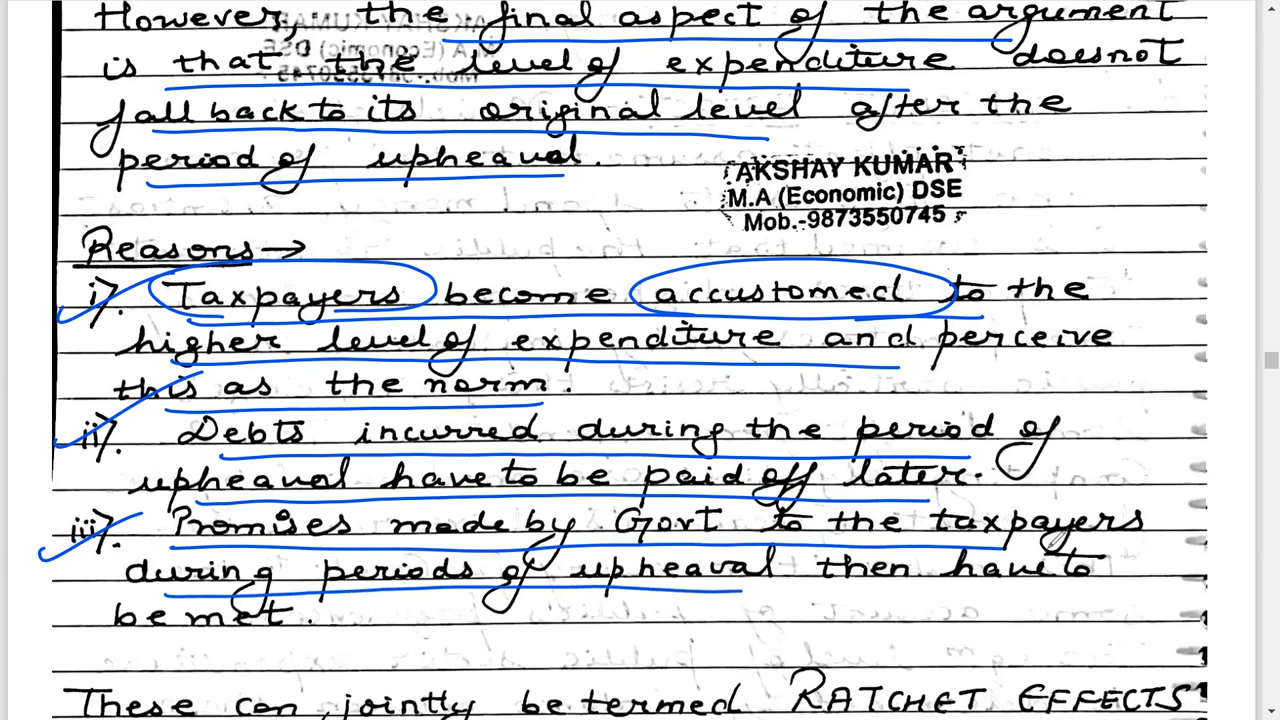 However, the final aspect of the argument
is that the level of expenditure doesnot
fall back to its original level after the
period of upheaval.
AKSHAY KUMAR
M.A (Economic) DSE
Mob.-9873550745
Reasons →
i). Taxpayers become accustomed to the
higher level of expenditure and perceive
this as the norm.
ii). Debts incurred during the period of
upheaval have to be paid off later.
iii). Promises made by Govt to the taxpayers
during periods of upheaval then have to
be met.
These can jointly be termed RATCHET EFFECTS